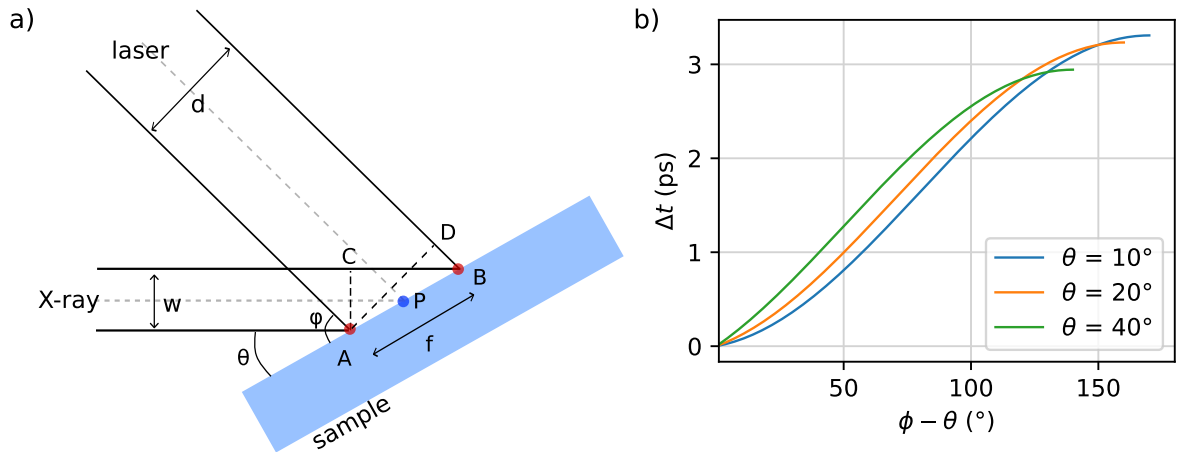 a)
laser
d
C
D
X-ray
w
P
B
φ
A
f
θ
sample
b)
Δt (ps)
3
2
1
0
θ = 10°
θ = 20°
θ = 40°
50
100
150
ϕ − θ (°)